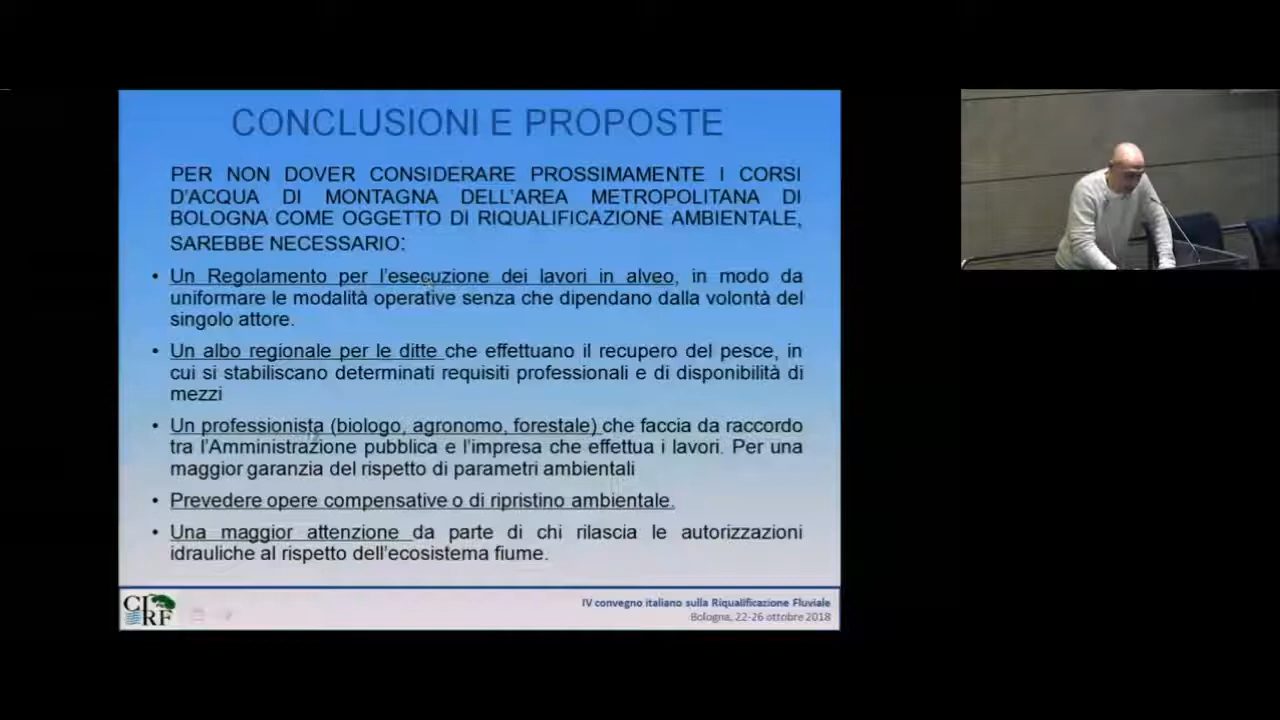 CONCLUSIONI E PROPOSTE
PER NON DOVER CONSIDERARE PROSSIMAMENTE I CORSI
D'ACQUA DI MONTAGNA DELL'AREA METROPOLITANA DI
BOLOGNA COME OGGETTO DI RIQUALIFICAZIONE AMBIENTALE,
SAREBBE NECESSARIO:
• Un Regolamento per l'esecuzione dei lavori in alveo, in modo da
uniformare le modalità operative senza che dipendano dalla volontà del
singolo attore.
• Un albo regionale per le ditte che effettuano il recupero del pesce, in
cui si stabiliscano determinati requisiti professionali e di disponibilità di
mezzi
• Un professionista (biologo, agronomo, forestale) che faccia da raccordo
tra l'Amministrazione pubblica e l'impresa che effettua i lavori. Per una
maggior garanzia del rispetto di parametri ambientali
• Prevedere opere compensative o di ripristino ambientale.
• Una maggior attenzione da parte di chi rilascia le autorizzazioni
idrauliche al rispetto dell'ecosistema fiume.
CIRF
IV convegno italiano sulla Riqualificazione Fluviale
Bologna, 22-26 ottobre 2018